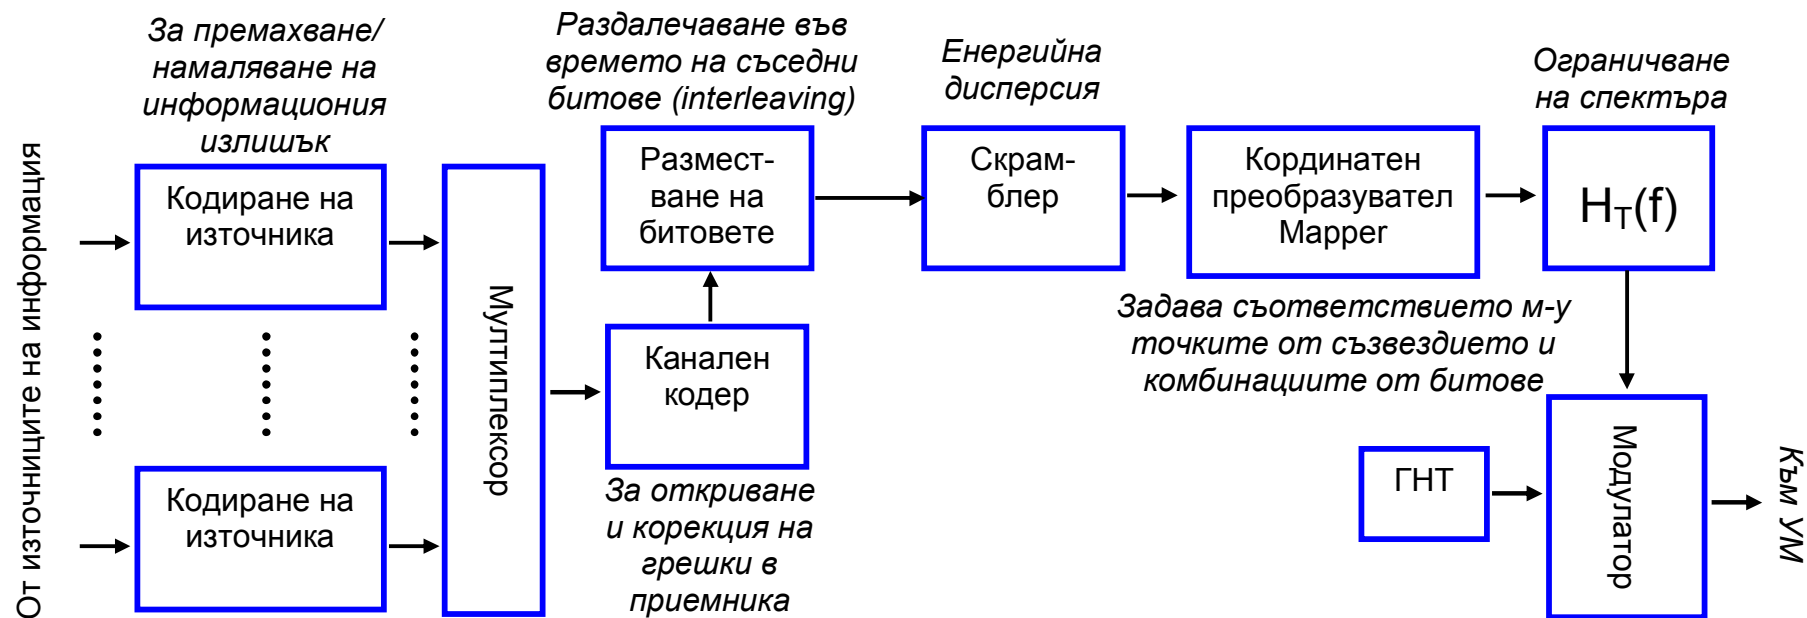 От източниците на информация
За премахване/
намаляване на
информациония
излишък
Кодиране на
източника
Кодиране на
източника
Мултиплексор
Раздалечаване във
времето на съседни
битове (interleaving)
Размест-
ване на
битовете
Канален
кодер
За откриване
и корекция на
грешки в
приемника
Енергийна
дисперсия
Скрам-
блер
Кординатен
преобразувател
Mapper
Задава съответствието м-у
точките от съзвездието и
комбинациите от битове
Ограничване
на спектъра
HT(f)
ГНТ
Модулатор
Към УМ